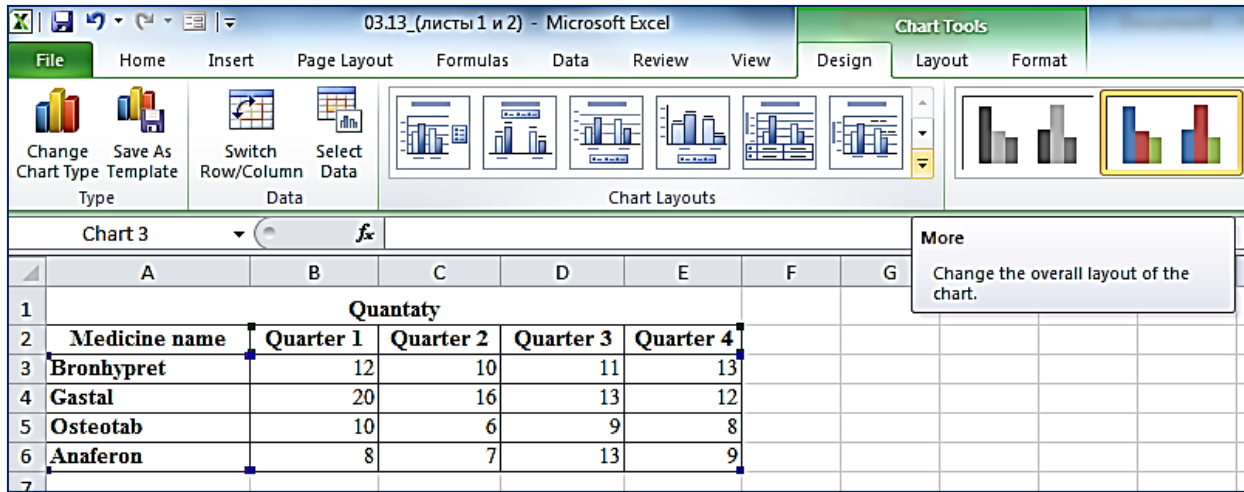 03.13_(листы 1 и 2) - Microsoft Excel
Chart Tools
File Home Insert Page Layout Formulas Data Review View Design Layout Format
Change Chart Type
Save As Template
Switch Row/Column
Select Data
Type Data Chart Layouts
Chart 3 fx
More
Change the overall layout of the
chart.
A B C D E F G
1 Quantaty
2 Medicine name Quarter 1 Quarter 2 Quarter 3 Quarter 4
3 Bronhypret 12 10 11 13
4 Gastal 20 16 13 12
5 Osteotab 10 6 9 8
6 Anaferon 8 7 13 9
7